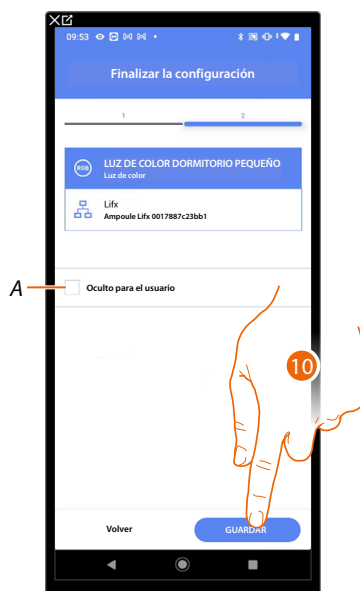 09:53
Finalizar la configuración
1
2
RGB
LUZ DE COLOR DORMITORIO PEQUEÑO
Luz de color
Lifx
Ampoule Lifx 0017887c23bb1
A
Oculto para el usuario
10
Volver
GUARDAR